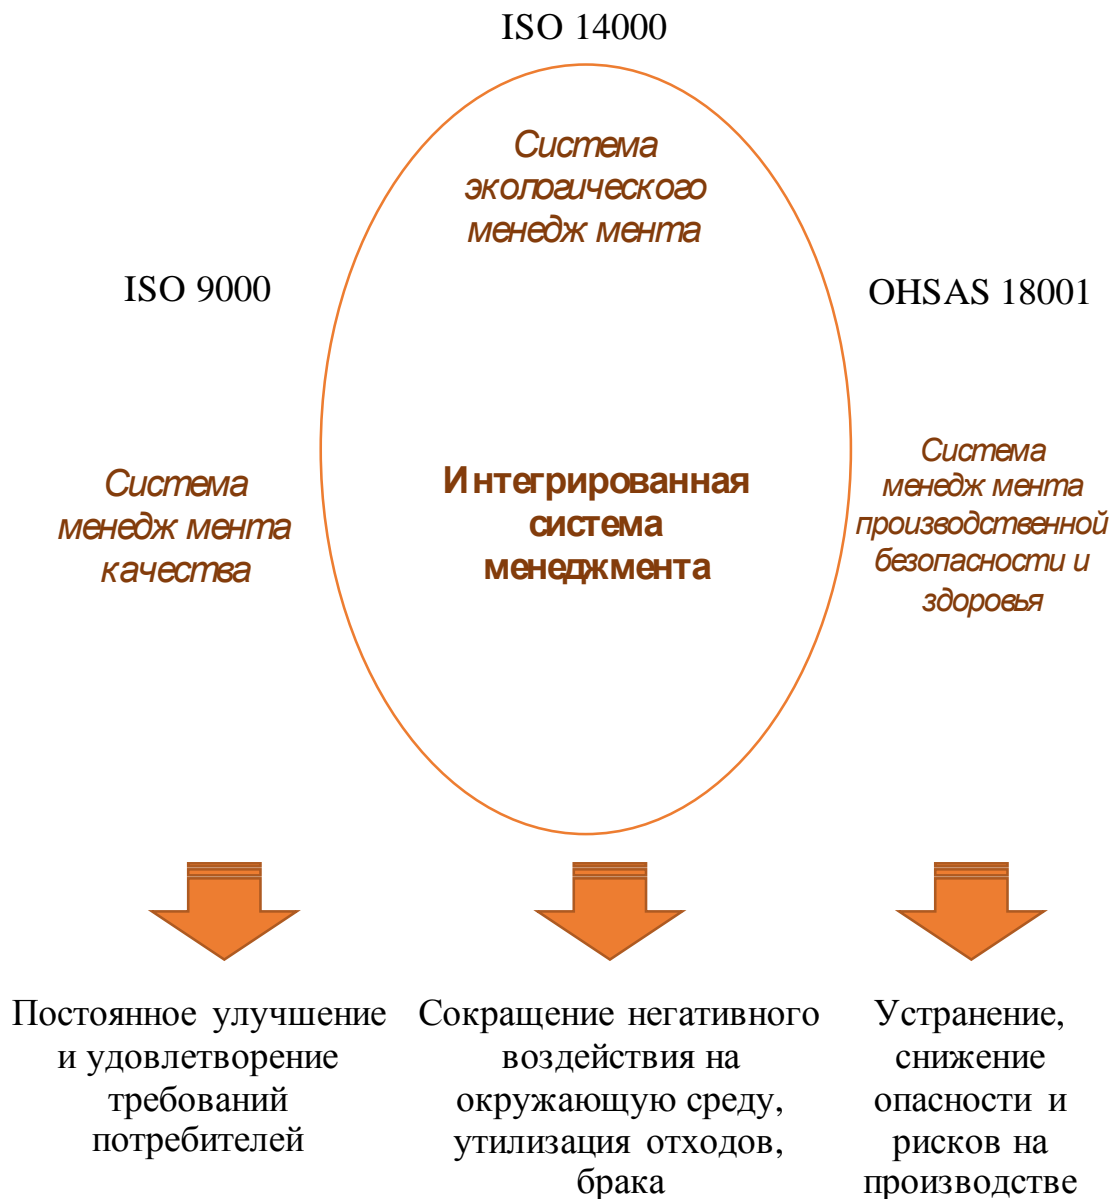 ISO 14000
Система
экологического
менедж мента
ISO 9000
OHSAS 18001
Система
менедж мента
качества
И нтегрированная
система
менеджмента
Система
менедж мента
производственной
безопасности и
здоровья
Постоянное улучшение
и удовлетворение
требований
потребителей
Сокращение негативного
воздействия на
окружающую среду,
утилизация отходов,
брака
Устранение,
снижение
опасности и
рисков на
производстве